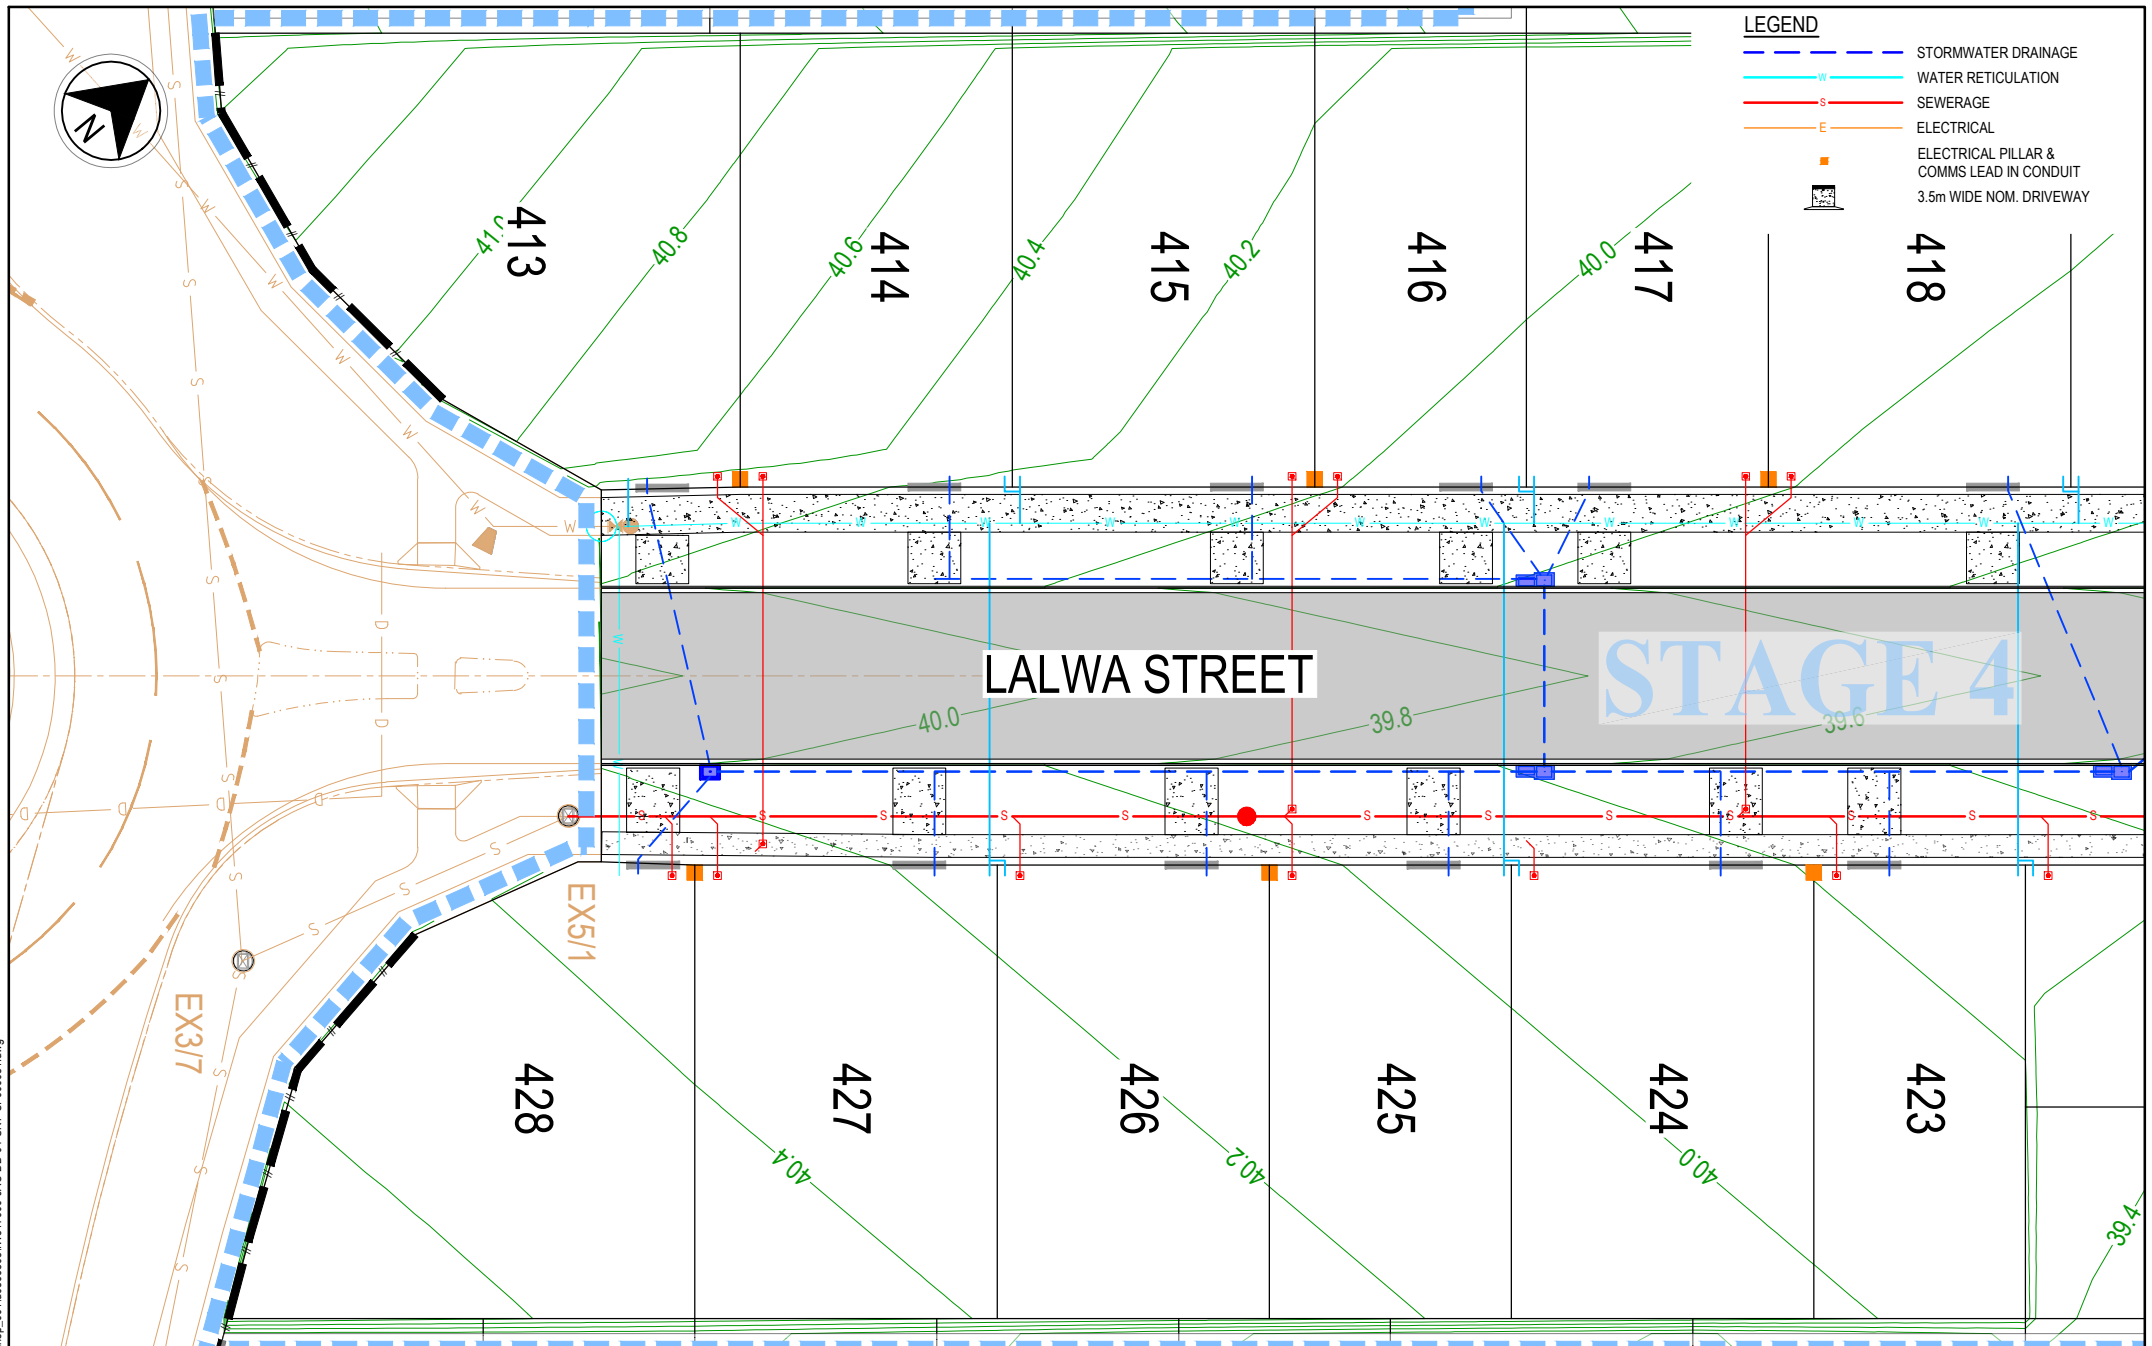 LEGEND
STORMWATER DRAINAGE
W
WATER RETICULATION
S
SEWERAGE
E
ELECTRICAL
ELECTRICAL PILLAR &
COMMS LEAD IN CONDUIT
3.5m WIDE NOM. DRIVEWAY
N
413
414
415
416
417
418
40.8
40.6
40.4
40.2
40.0
LALWA STREET
STAGE 4
40.0
39.8
39.6
EX5/1
EX3/7
428
427
426
425
424
423
40.4
40.2
40.0
39.4